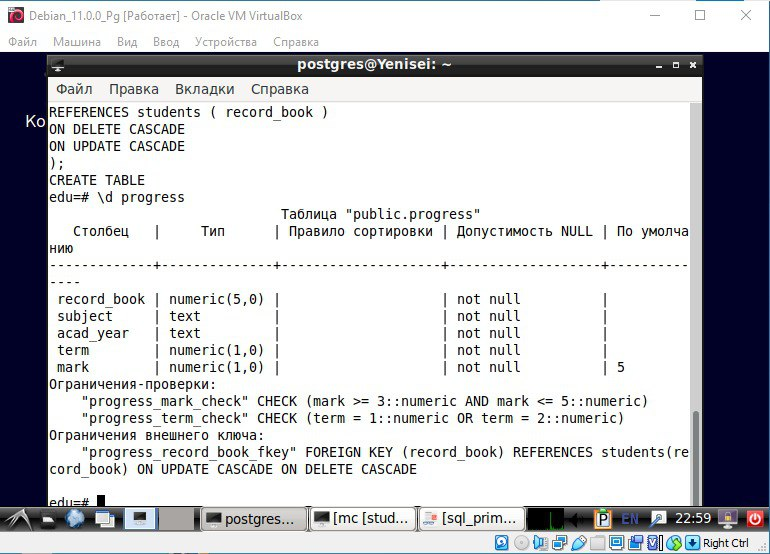 Debian_11.0.0_Pg [Работает] - Oracle VM VirtualBox
Файл Машина Вид Ввод Устройства Справка
postgres@Yenisei: ~
Файл Правка Вкладки Справка
Ко
REFERENCES students ( record_book )
ON DELETE CASCADE
ON UPDATE CASCADE
);
CREATE TABLE
edu=# \d progress
Таблица "public.progress"
Столбец | Тип | Правило сортировки | Допустимость NULL | По умолча
нию
-------------+--------------+--------------------+-------------------+----------
----
record_book | numeric(5,0) | | not null |
subject | text | | not null |
acad_year | text | | not null |
term | numeric(1,0) | | not null |
mark | numeric(1,0) | | not null | 5
Ограничения-проверки:
"progress_mark_check" CHECK (mark >= 3::numeric AND mark <= 5::numeric)
"progress_term_check" CHECK (term = 1::numeric OR term = 2::numeric)
Ограничения внешнего ключа:
"progress_record_book_fkey" FOREIGN KEY (record_book) REFERENCES students(re
cord_book) ON UPDATE CASCADE ON DELETE CASCADE
edu=#
postgres... [mc [stud... [sql_prim... P EN 22:59
Right Ctrl